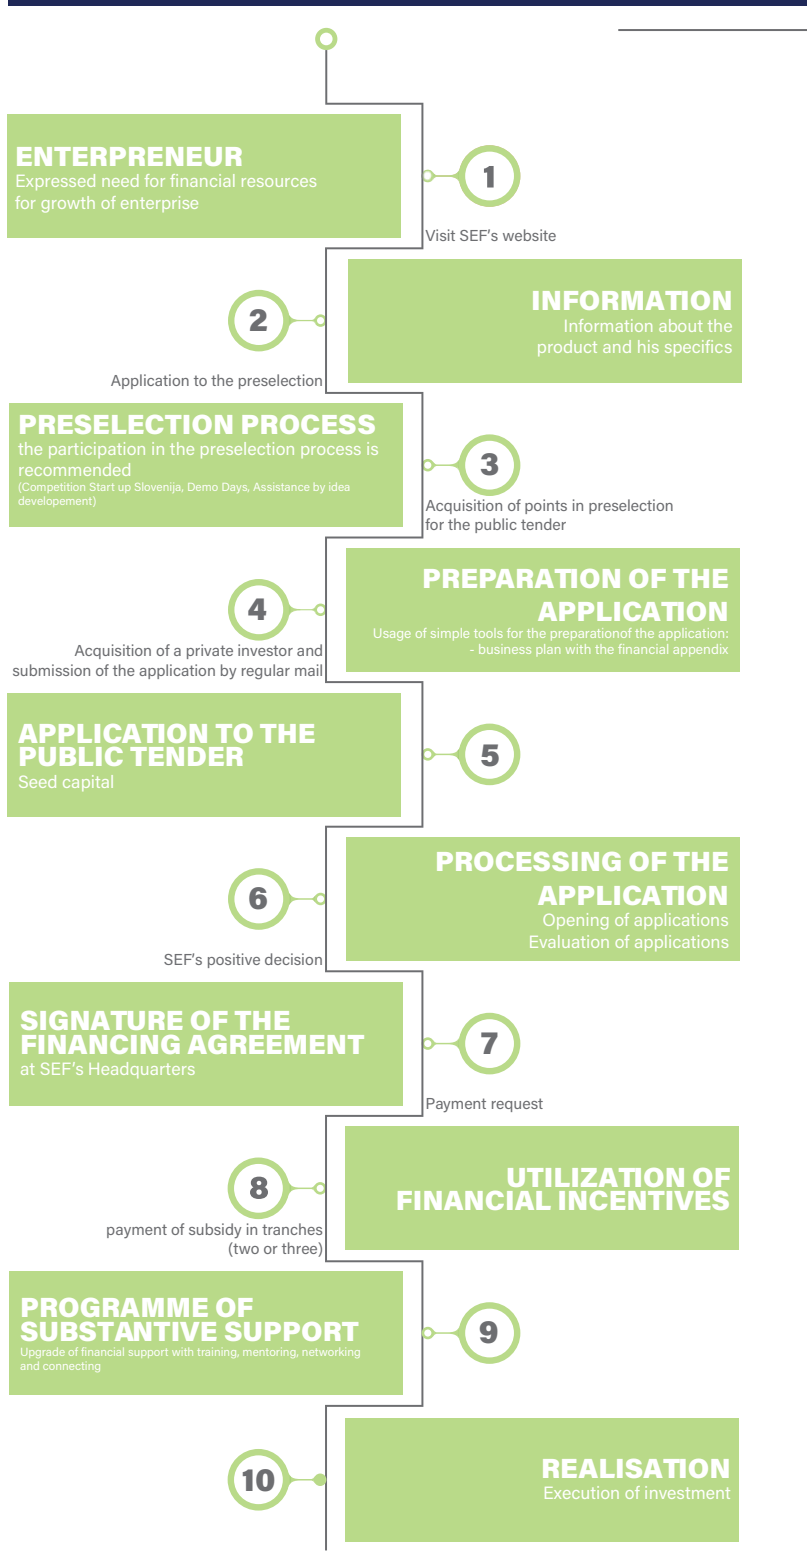 ENTERPRENEUR
Expressed need for financial resources
for growth of enterprise
1
Visit SEF's website
INFORMATION
Information about the
product and his specifics
2
Application to the preselection
PRESELECTION PROCESS
the participation in the preselection process is
recommended
(Competition Start up Slovenija, Demo Days, Assistance by idea
developement)
3
Acquisition of points in preselection
for the public tender
PREPARATION OF THE
APPLICATION
Usage of simple tools for the preparationof the application:
- business plan with the financial appendix
4
Acquisition of a private investor and
submission of the application by regular mail
APPLICATION TO THE
PUBLIC TENDER
Seed capital
5
PROCESSING OF THE
APPLICATION
Opening of applications
Evaluation of applications
6
SEF's positive decision
SIGNATURE OF THE
FINANCING AGREEMENT
at SEF's Headquarters
7
Payment request
UTILIZATION OF
FINANCIAL INCENTIVES
8
payment of subsidy in tranches
(two or three)
PROGRAMME OF
SUBSTANTIVE SUPPORT
Upgrade of financial support with training, mentoring, networking
and connecting
9
REALISATION
Execution of investment
10